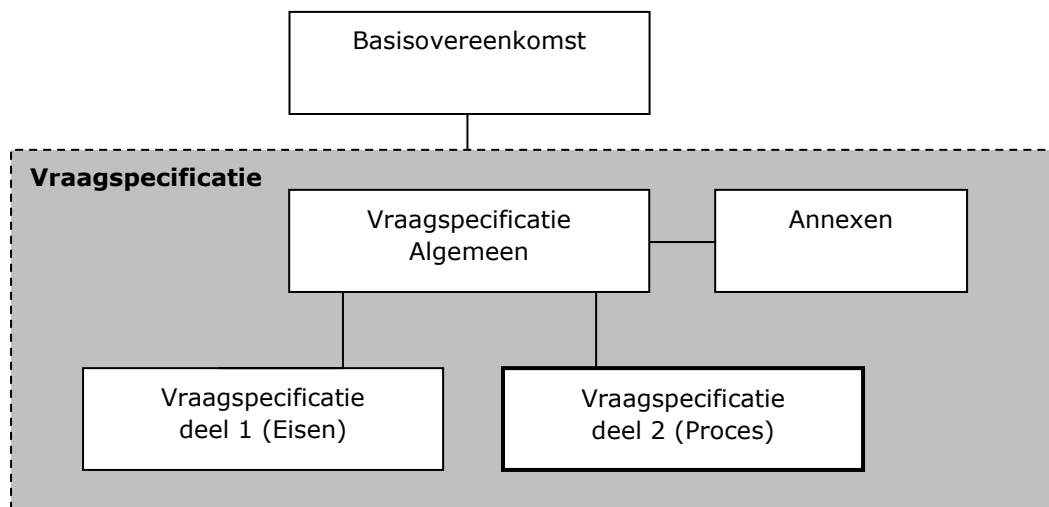 Basisovereenkomst
Vraagspecificatie
Vraagspecificatie
Algemeen
Annexen
Vraagspecificatie
deel 1 (Eisen)
Vraagspecificatie
deel 2 (Proces)